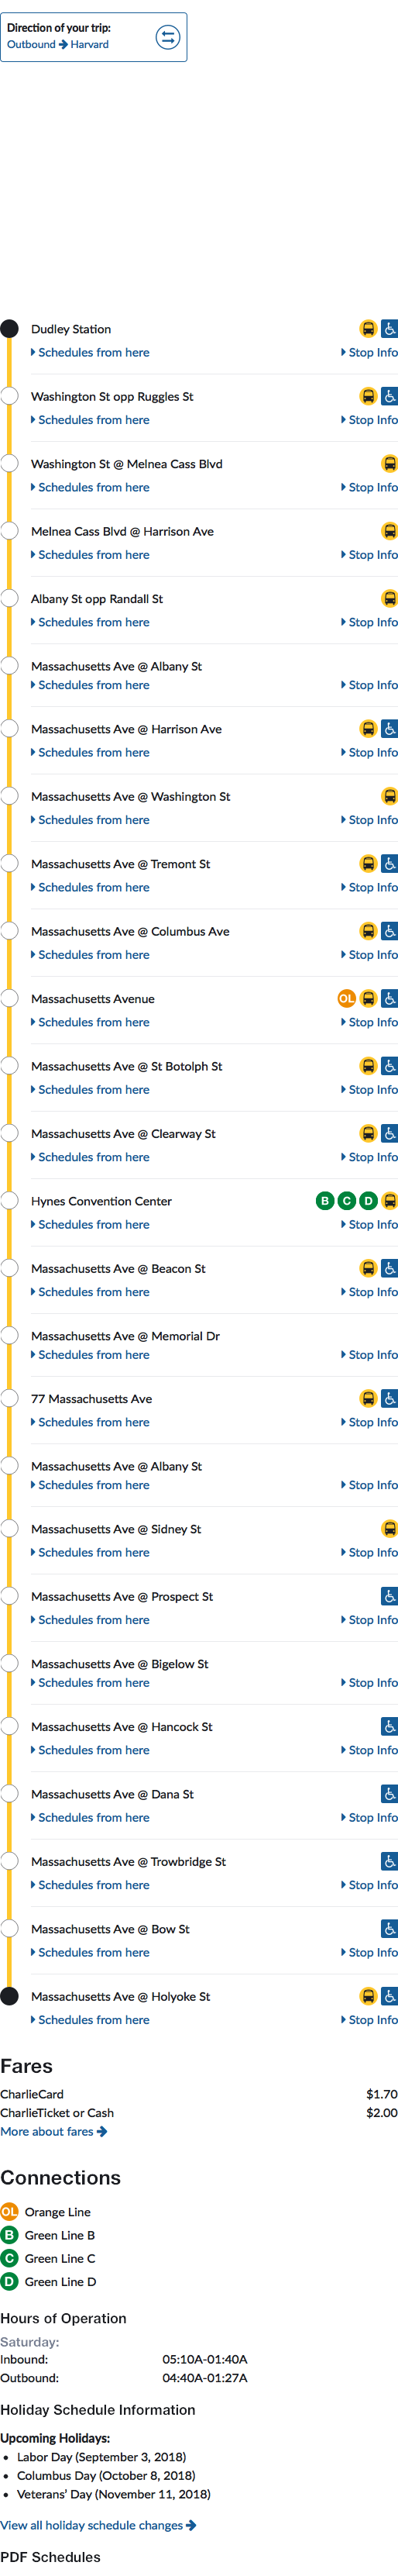 Direction of your trip:
Outbound → Harvard
Dudley Station
Schedules from here Stop Info
Washington St opp Ruggles St
Schedules from here Stop Info
Washington St @ Melnea Cass Blvd
Schedules from here Stop Info
Melnea Cass Blvd @ Harrison Ave
Schedules from here Stop Info
Albany St opp Randall St
Schedules from here Stop Info
Massachusetts Ave @ Albany St
Schedules from here Stop Info
Massachusetts Ave @ Harrison Ave
Schedules from here Stop Info
Massachusetts Ave @ Washington St
Schedules from here Stop Info
Massachusetts Ave @ Tremont St
Schedules from here Stop Info
Massachusetts Ave @ Columbus Ave
Schedules from here Stop Info
Massachusetts Avenue OL
Schedules from here Stop Info
Massachusetts Ave @ St Botolph St
Schedules from here Stop Info
Massachusetts Ave @ Clearway St
Schedules from here Stop Info
Hynes Convention Center B C D
Schedules from here Stop Info
Massachusetts Ave @ Beacon St
Schedules from here Stop Info
Massachusetts Ave @ Memorial Dr
Schedules from here Stop Info
77 Massachusetts Ave
Schedules from here Stop Info
Massachusetts Ave @ Albany St
Schedules from here Stop Info
Massachusetts Ave @ Sidney St
Schedules from here Stop Info
Massachusetts Ave @ Prospect St
Schedules from here Stop Info
Massachusetts Ave @ Bigelow St
Schedules from here Stop Info
Massachusetts Ave @ Hancock St
Schedules from here Stop Info
Massachusetts Ave @ Dana St
Schedules from here Stop Info
Massachusetts Ave @ Trowbridge St
Schedules from here Stop Info
Massachusetts Ave @ Bow St
Schedules from here Stop Info
Massachusetts Ave @ Holyoke St
Schedules from here Stop Info
Fares
CharlieCard $1.70
CharlieTicket or Cash $2.00
More about fares →
Connections
OL Orange Line
B Green Line B
C Green Line C
D Green Line D
Hours of Operation
Saturday:
Inbound: 05:10A-01:40A
Outbound: 04:40A-01:27A
Holiday Schedule Information
Upcoming Holidays:
• Labor Day (September 3, 2018)
• Columbus Day (October 8, 2018)
• Veterans’ Day (November 11, 2018)
View all holiday schedule changes →
PDF Schedules